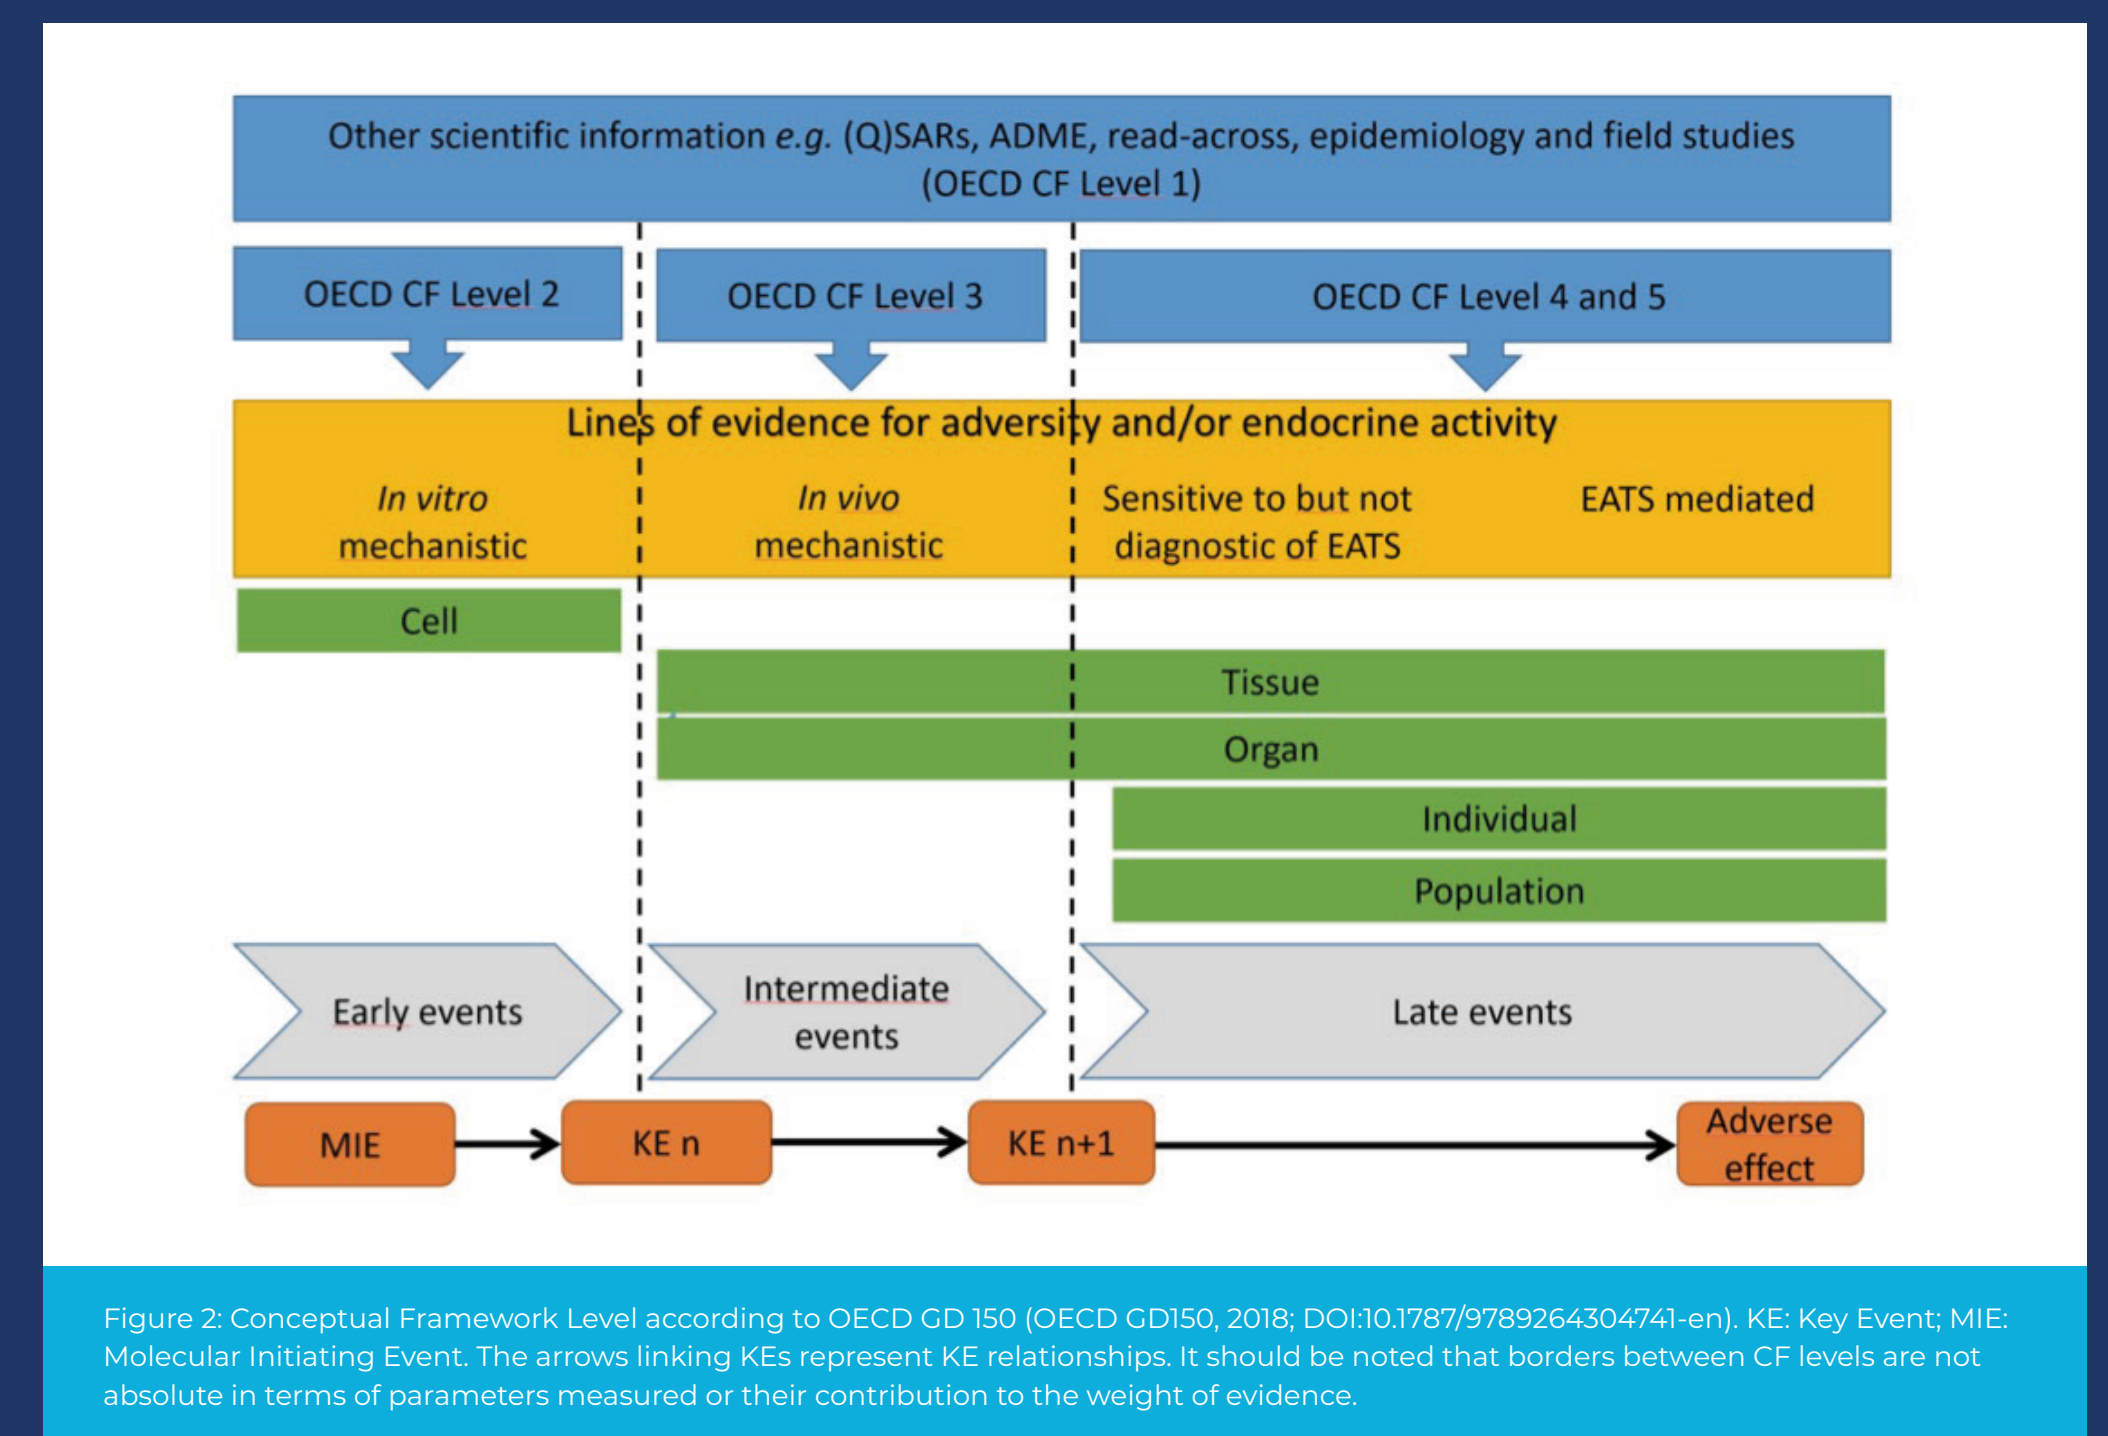 Other scientific information e.g. (Q)SARs, ADME, read-across, epidemiology and field studies
(OECD CF Level 1)
OECD CF Level 2
OECD CF Level 3
OECD CF Level 4 and 5
Lines of evidence for adversity and/or endocrine activity
In vitro
mechanistic
In vivo
mechanistic
Sensitive to but not
diagnostic of EATS
EATS mediated
Cell
Tissue
Organ
Individual
Population
Early events
Intermediate
events
Late events
MIE
KE n
KE n+1
Adverse
effect
Figure 2: Conceptual Framework Level according to OECD GD 150 (OECD GD150, 2018; DOI:10.1787/9789264304741-en). KE: Key Event; MIE:
Molecular Initiating Event. The arrows linking KEs represent KE relationships. It should be noted that borders between CF levels are not
absolute in terms of parameters measured or their contribution to the weight of evidence.